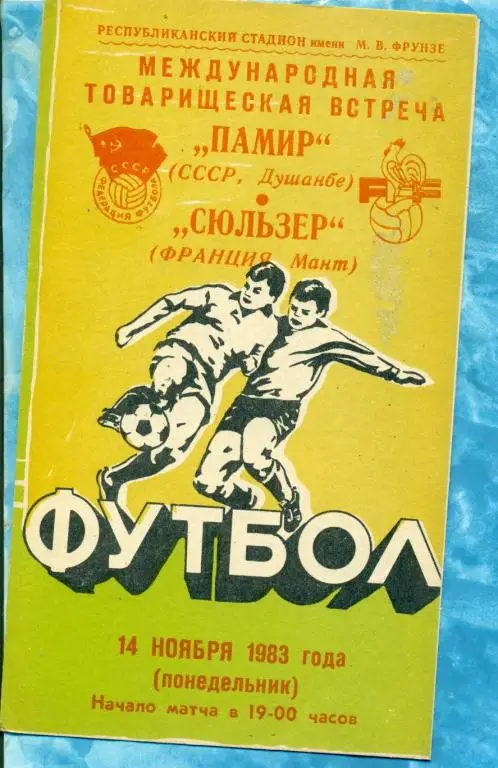 РЕСПУБЛИКАНСКИЙ СТАДИОН имени М. В. ФРУНЗЕ
МЕЖДУНАРОДНАЯ
ТОВАРИЩЕСКАЯ ВСТРЕЧА
„ПАМИР“
(СССР, Душанбе)
СССР
ФЕДЕРАЦИЯ ФУТБОЛА
„СЮЛЬЗЕР“
(ФРАНЦИЯ Мант)
ФУТБОЛ
14 НОЯБРЯ 1983 года
(понедельник)
Начало матча в 19-00 часов